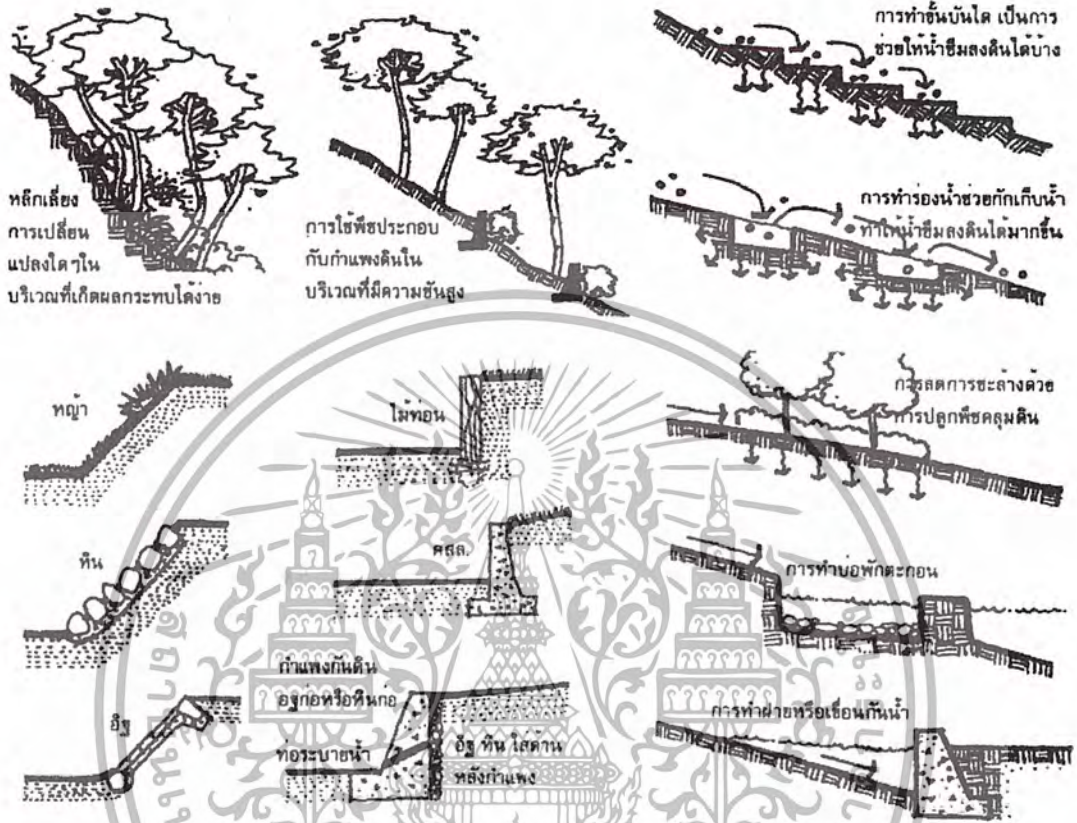 หลีกเลี่ยง
การเปลี่ยน
แปลงใดๆใน
บริเวณที่เกิดผลกระทบได้ง่าย
การใช้พืชประกอบ
กับกำแพงดินใน
บริเวณที่มีความชันสูง
การทำขั้นบันได เป็นการ
ช่วยให้น้ำซึมลงดินได้บ้าง
การทำร่องน้ำช่วยกักเก็บน้ำ
ทำให้น้ำซึมลงดินได้มากขึ้น
หญ้า
ไม้ท่อน
การลดการชะล้างด้วย
การปลูกพืชคลุมดิน
หิน
คสล.
การทำบ่อพักตะกอน
อิฐ
กำแพงกันดิน
อิฐก่อหรือหินก่อ
ท่อระบายน้ำ
อิฐ หิน ใส่ด้าน
หลังกำแพง
การทำฝายหรือเขื่อนกันน้ำ